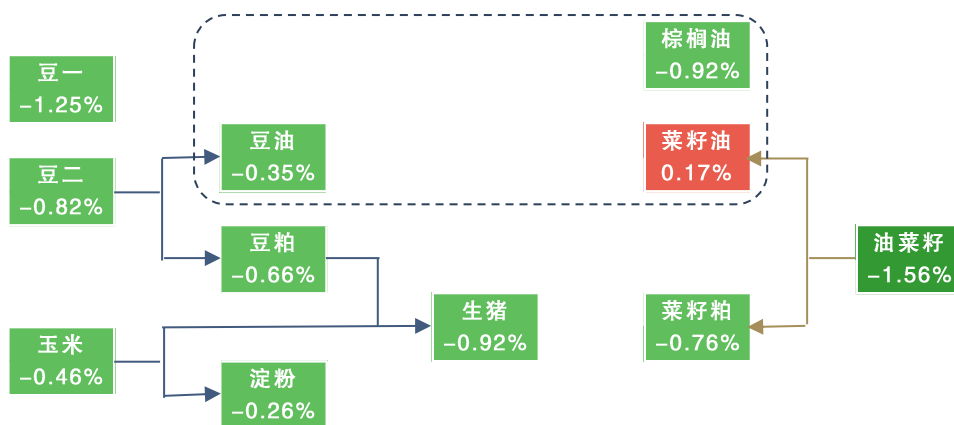 棕榈油
-0.92%
豆一
-1.25%
豆油
-0.35%
菜籽油
0.17%
豆二
-0.82%
豆粕
-0.66%
油菜籽
-1.56%
生猪
-0.92%
菜籽粕
-0.76%
玉米
-0.46%
淀粉
-0.26%